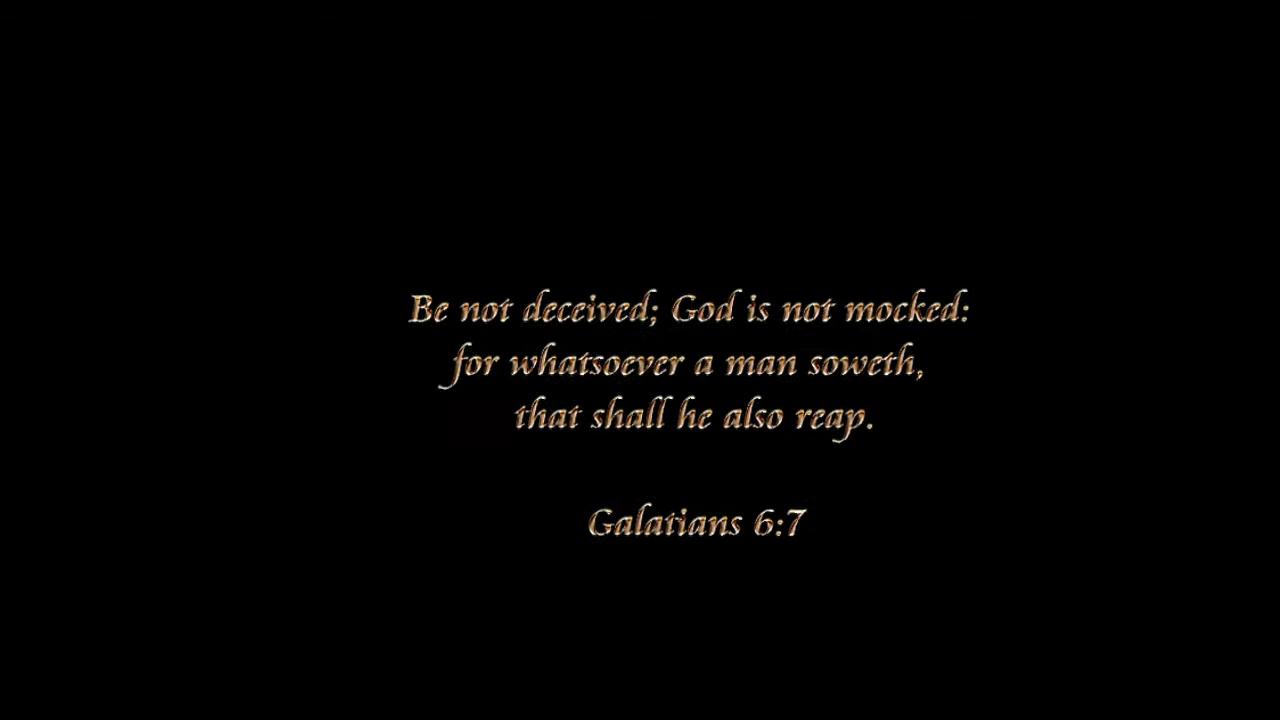 Be not deceived; God is not mocked:
for whatsoever a man soweth,
that shall he also reap.
Galatians 6:7